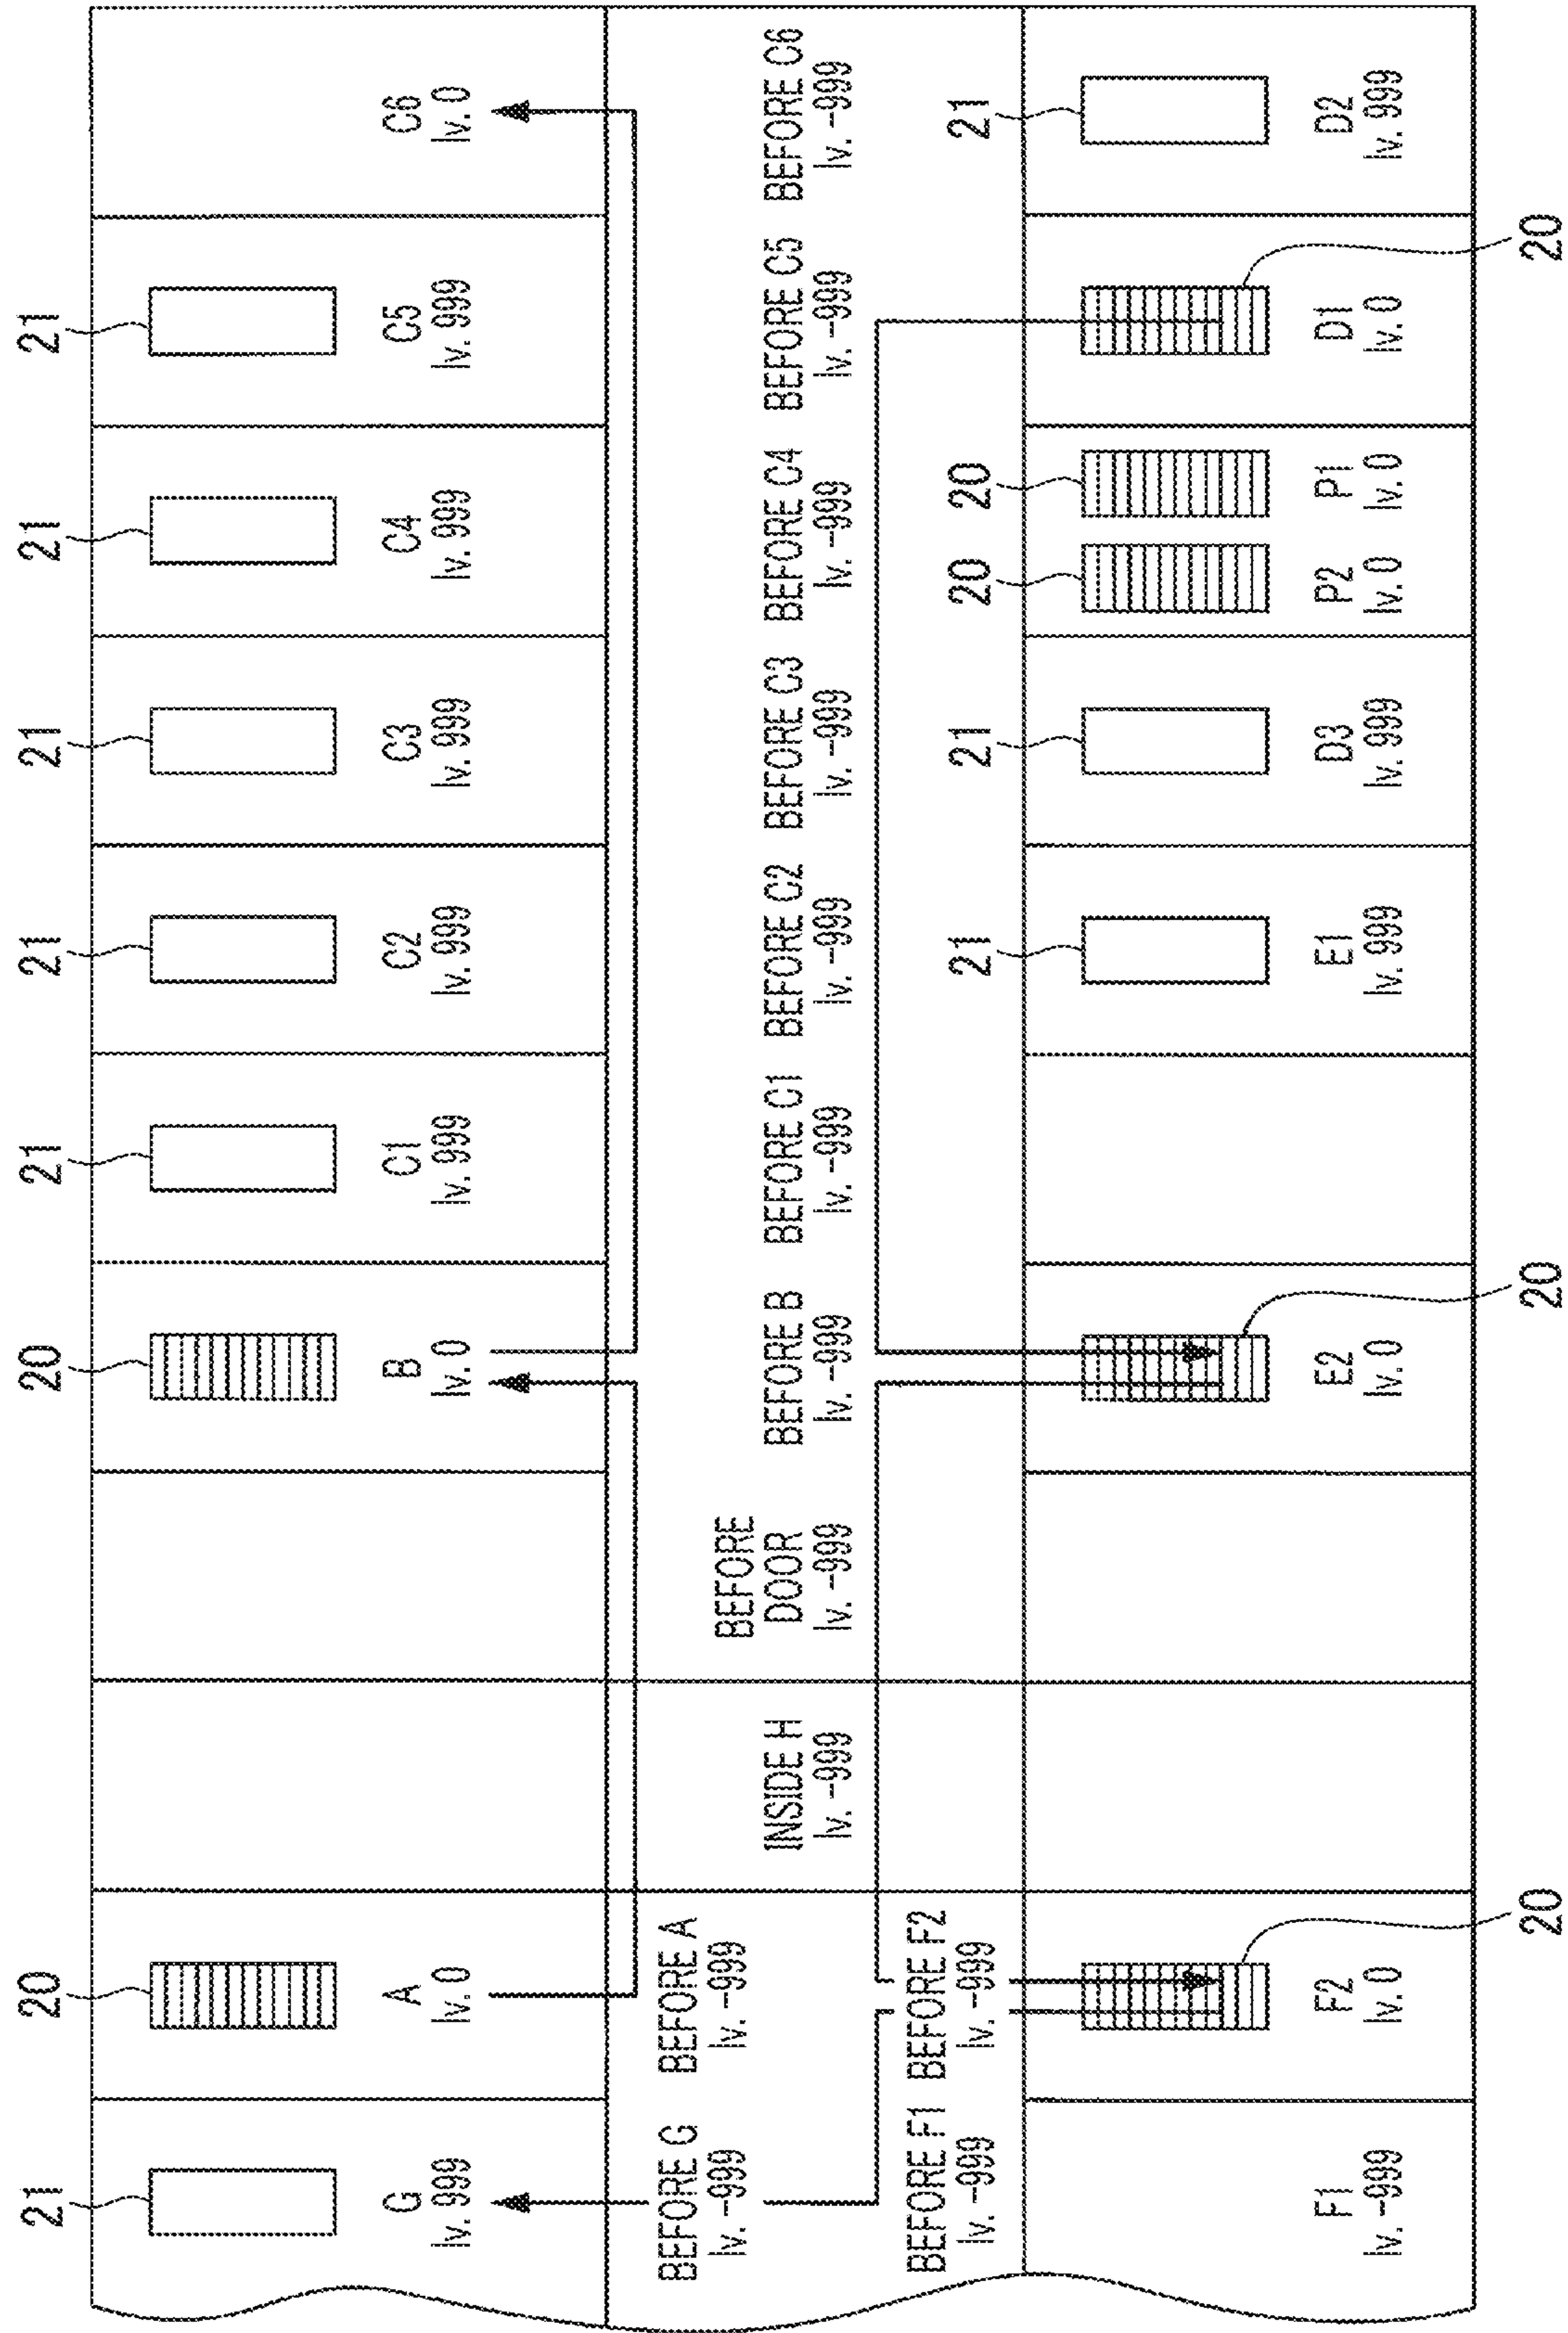 21
20
20
21
21
21
21
21
G
lv. 999
A
lv. 0
B
lv. 0
C1
lv. 999
C2
lv. 999
C3
lv. 999
C4
lv. 999
C5
lv. 999
C6
lv. 0
BEFORE G
lv. -999
BEFORE A
lv. -999
INSIDE H
lv. -999
BEFORE
DOOR
lv. -999
BEFORE B
lv. -999
BEFORE C1
lv. -999
BEFORE C2
lv. -999
BEFORE C3
lv. -999
BEFORE C4
lv. -999
BEFORE C5
lv. -999
BEFORE C6
lv. -999
BEFORE F1
lv. -999
BEFORE F2
lv. -999
21
21
20
20
21
F1
lv. -999
F2
lv. 0
E2
lv. 0
E1
lv. 999
D3
lv. 999
P2
lv. 0
P1
lv. 0
D1
lv. 0
D2
lv. 999
20
20
20